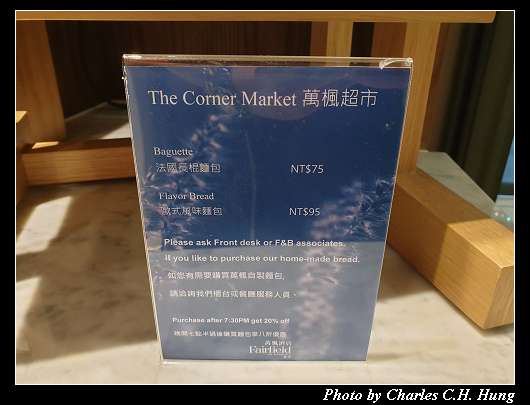 The Corner Market 萬楓超市
Baguette
法國長棍麵包 NT$75
Flavor Bread
歐式風味麵包 NT$95
Please ask Front desk or F&B associates.
If you like to purchase our home-made bread.
如您有需要購買萬楓自製麵包,
請洽詢我們櫃台或餐廳服務人員。
Purchase after 7:30PM get 20% off
晚間七點半過後購買麵包享八折優惠
萬楓酒店
Fairfield
Photo by Charles C.H. Hung